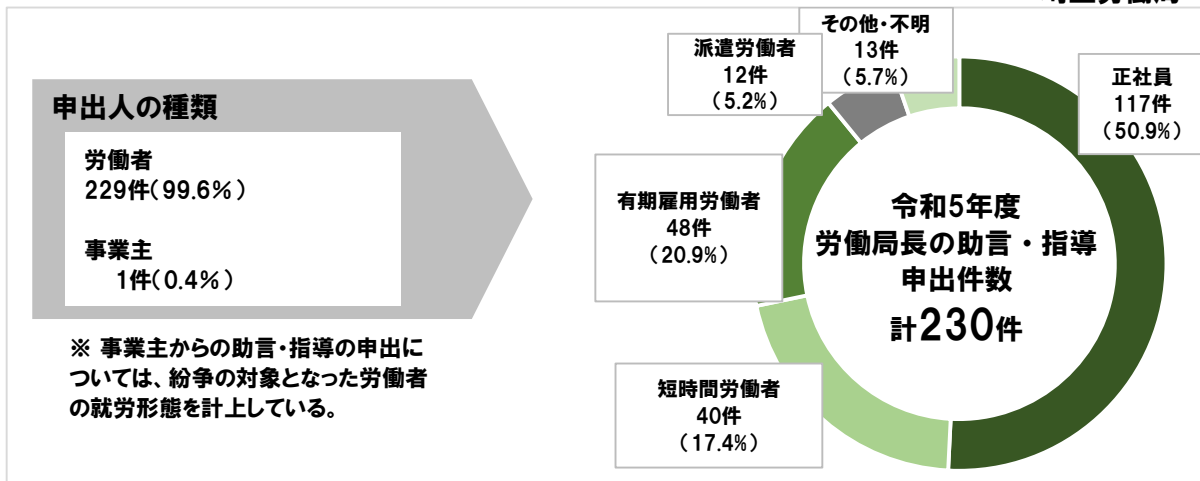 申出人の種類
労働者
229件(99.6%)
事業主
1件(0.4%)
※ 事業主からの助言・指導の申出に
ついては、紛争の対象となった労働者
の就労形態を計上している。
その他・不明
13件
(5.7%)
派遣労働者
12件
(5.2%)
正社員
117件
(50.9%)
有期雇用労働者
48件
(20.9%)
令和5年度
労働局長の助言・指導
申出件数
計230件
短時間労働者
40件
(17.4%)